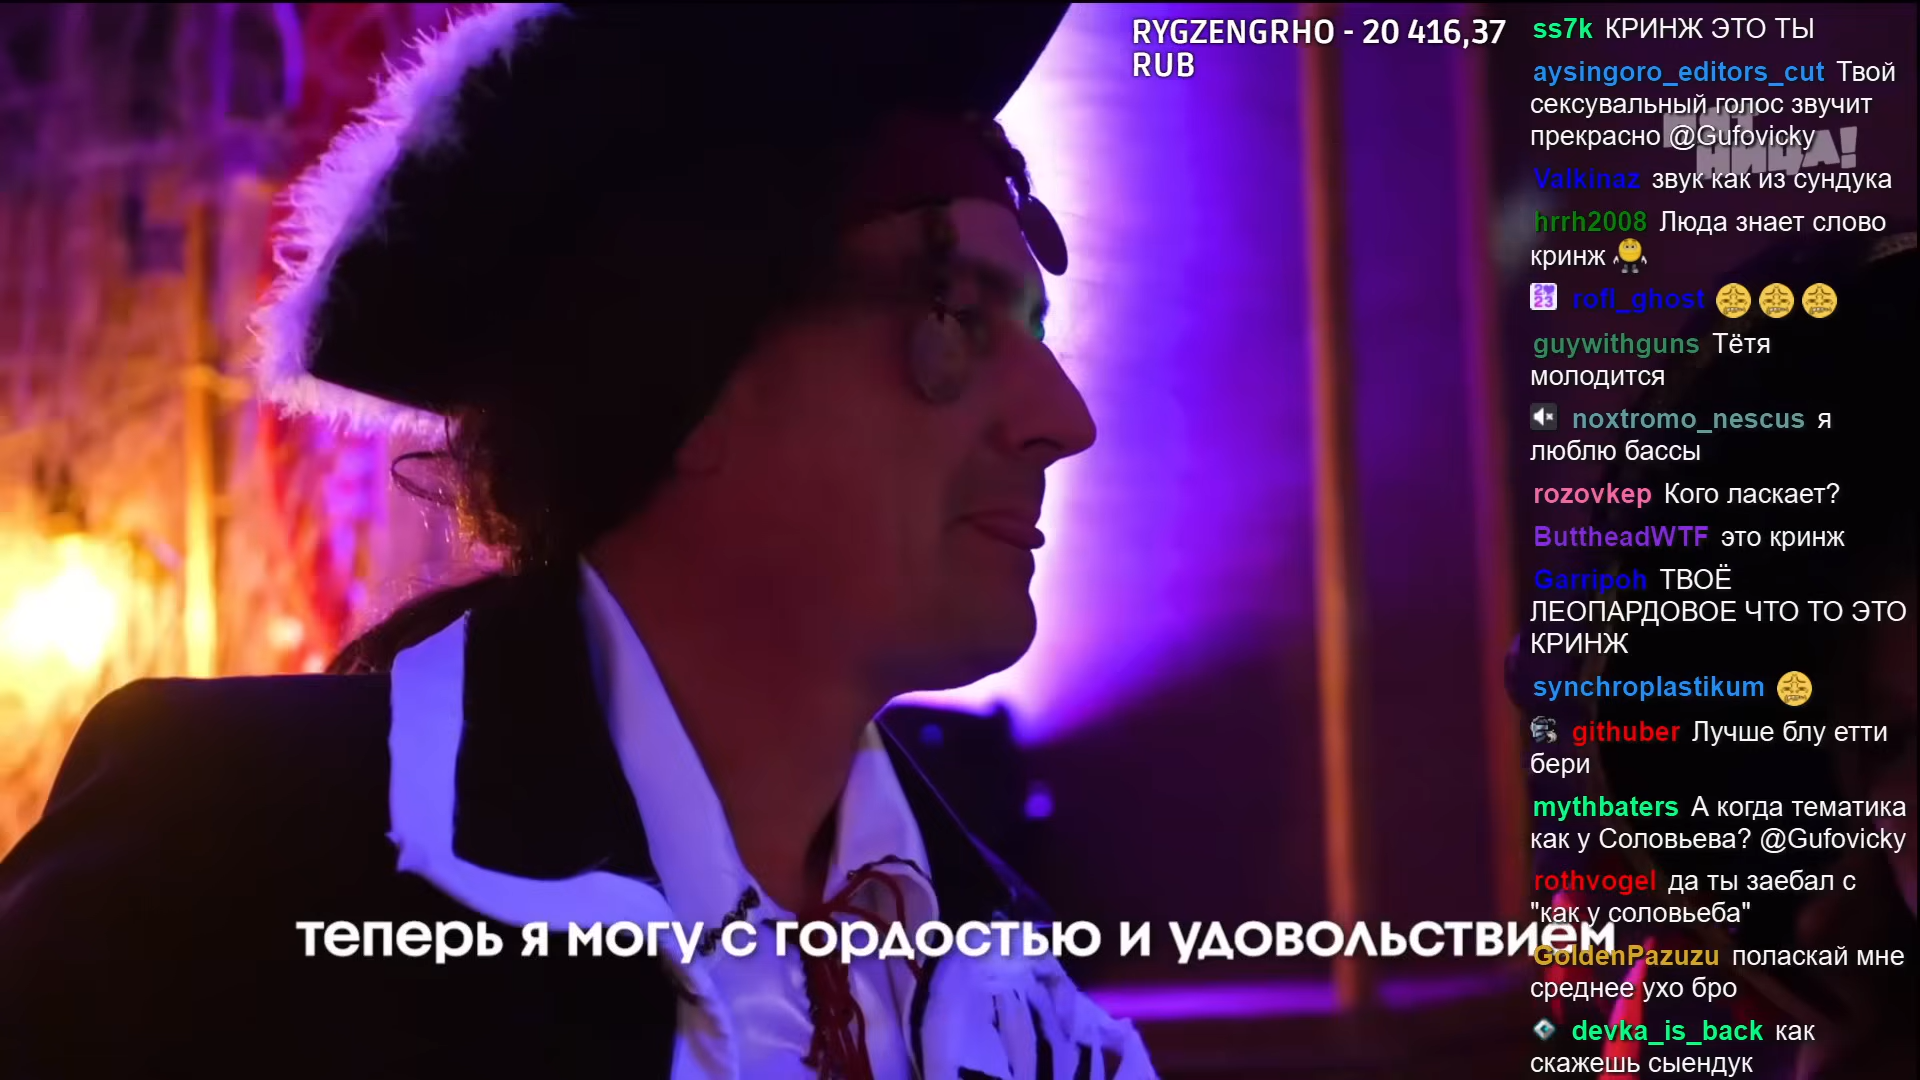 RYGZENGRHO - 20 416,37
RUB
ss7k КРИНЖ ЭТО ТЫ
aysingoro_editors_cut Твой
сексувальный голос звучит
прекрасно @Gufovicky
Valkinaz звук как из сундука
hrrh2008 Люда знает слово
кринж
rofl_ghost
guywithguns Тётя
молодится
noxtromo_nescus я
люблю бассы
rozovkep Кого ласкает?
ButtheadWTF это кринж
Garripoh ТВОЁ
ЛЕОПАРДОВОЕ ЧТО ТО ЭТО
КРИНЖ
synchroplastikum
githuber Лучше блу етти
бери
mythbaters А когда тематика
как у Соловьева? @Gufovicky
rothvogel да ты заебал с
"как у соловьеба"
GoldenPazuzu поласкай мне
среднее ухо бро
devka_is_back как
скажешь сыендук
теперь я могу с гордостью и удовольствием
ПЯТ
НИЦА!